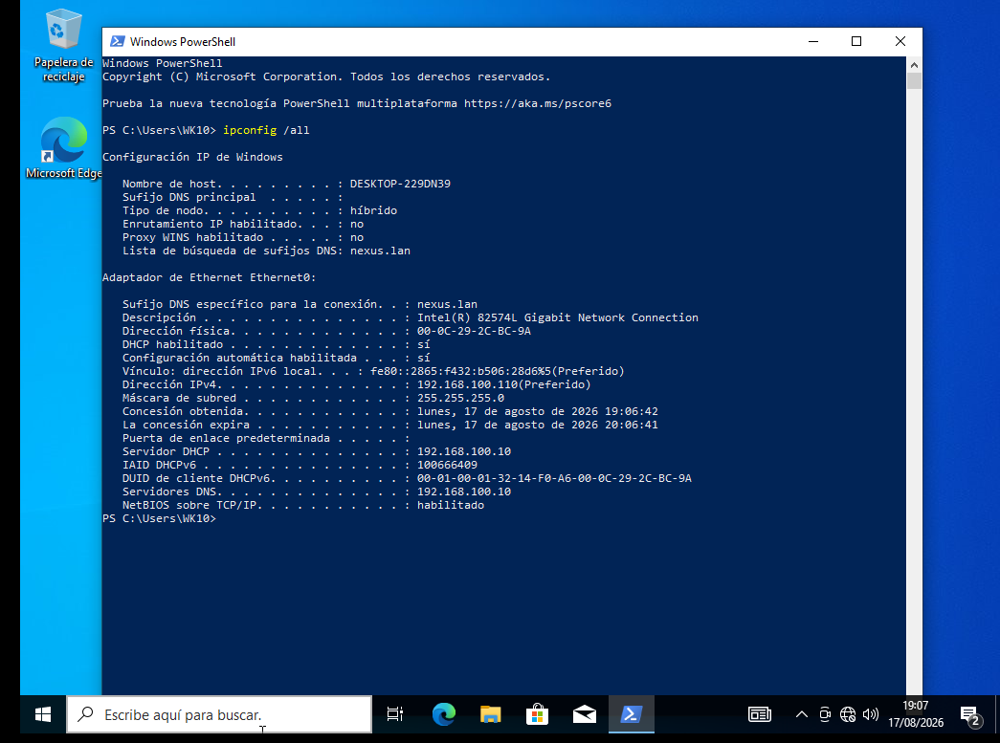 Papelera de
reciclaje
Microsoft Edge
Windows PowerShell
Windows PowerShell
Copyright (C) Microsoft Corporation. Todos los derechos reservados.
Prueba la nueva tecnología PowerShell multiplataforma https://aka.ms/pscore6
PS C:\Users\WK10> ipconfig /all
Configuración IP de Windows
Nombre de host. . . . . . . . . : DESKTOP-229DN39
Sufijo DNS principal  . . . . . :
Tipo de nodo. . . . . . . . . . : híbrido
Enrutamiento IP habilitado. . . : no
Proxy WINS habilitado . . . . . : no
Lista de búsqueda de sufijos DNS: nexus.lan
Adaptador de Ethernet Ethernet0:
Sufijo DNS específico para la conexión. . : nexus.lan
Descripción . . . . . . . . . . . . . . . : Intel(R) 82574L Gigabit Network Connection
Dirección física. . . . . . . . . . . . . : 00-0C-29-2C-BC-9A
DHCP habilitado . . . . . . . . . . . . . : sí
Configuración automática habilitada . . . : sí
Vínculo: dirección IPv6 local. . . : fe80::2865:f432:b506:28d6%5(Preferido)
Dirección IPv4. . . . . . . . . . . . . . : 192.168.100.110(Preferido)
Máscara de subred . . . . . . . . . . . . : 255.255.255.0
Concesión obtenida. . . . . . . . . . . . : lunes, 17 de agosto de 2026 19:06:42
La concesión expira . . . . . . . . . . . : lunes, 17 de agosto de 2026 20:06:41
Puerta de enlace predeterminada . . . . . :
Servidor DHCP . . . . . . . . . . . . . . : 192.168.100.10
IAID DHCPv6 . . . . . . . . . . . . . . . : 100666409
DUID de cliente DHCPv6. . . . . . . . . . : 00-01-00-01-32-14-F0-A6-00-0C-29-2C-BC-9A
Servidores DNS. . . . . . . . . . . . . . : 192.168.100.10
NetBIOS sobre TCP/IP. . . . . . . . . . . : habilitado
PS C:\Users\WK10>
Escribe aquí para buscar.
19:07
17/08/2026
2